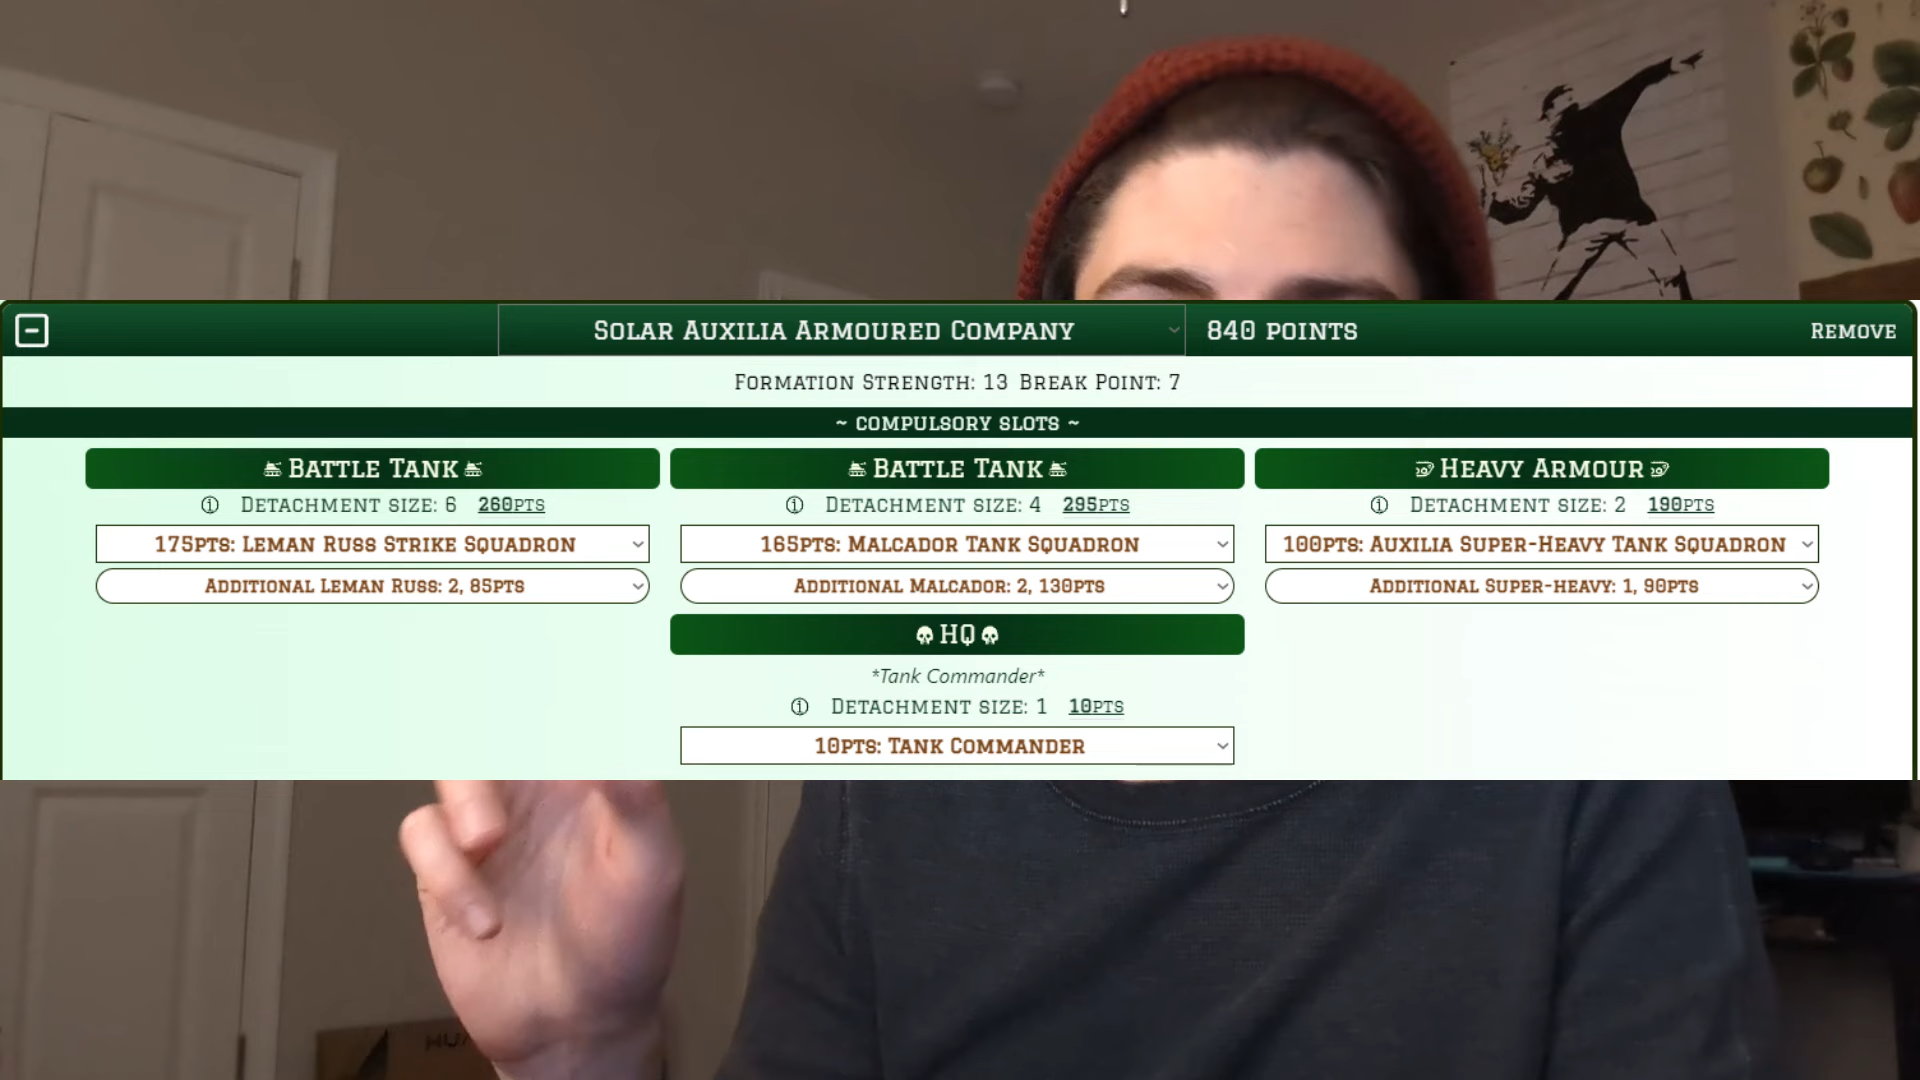 SOLAR AUXILIA ARMOURED COMPANY 840 POINTS REMOVE
FORMATION STRENGTH: 13 BREAK POINT: 7
~ COMPULSORY SLOTS ~
BATTLE TANK
DETACHMENT SIZE: 6 260PTS
175PTS: LEMAN RUSS STRIKE SQUADRON
ADDITIONAL LEMAN RUSS: 2, 85PTS
BATTLE TANK
DETACHMENT SIZE: 4 295PTS
165PTS: MALCADOR TANK SQUADRON
ADDITIONAL MALCADOR: 2, 130PTS
HEAVY ARMOUR
DETACHMENT SIZE: 2 190PTS
100PTS: AUXILIA SUPER-HEAVY TANK SQUADRON
ADDITIONAL SUPER-HEAVY: 1, 90PTS
HQ
*Tank Commander*
DETACHMENT SIZE: 1 10PTS
10PTS: TANK COMMANDER